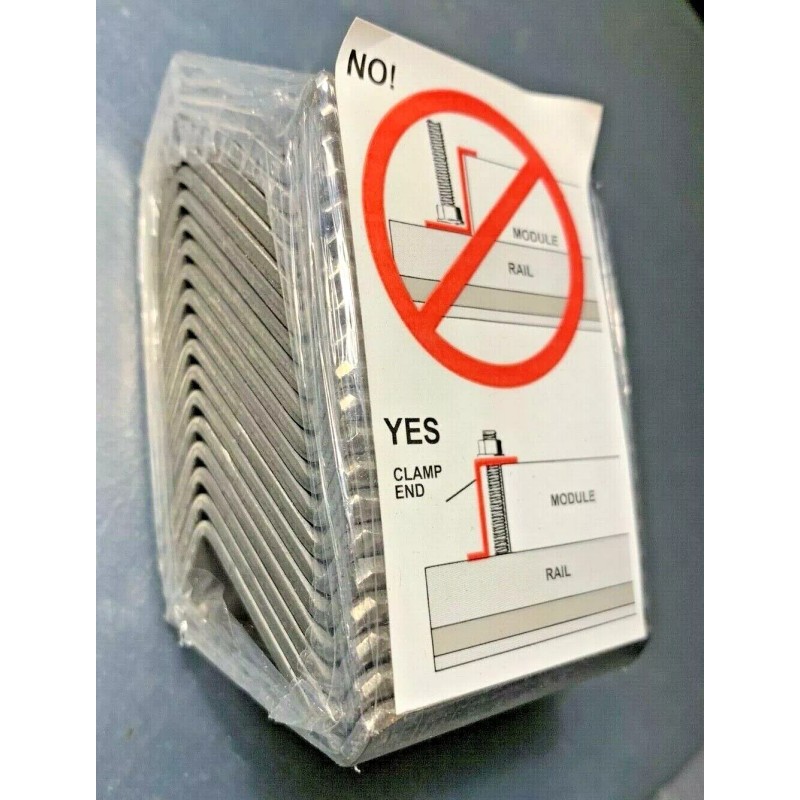 NO!
MODULE
RAIL
YES
CLAMP
END
MODULE
RAIL